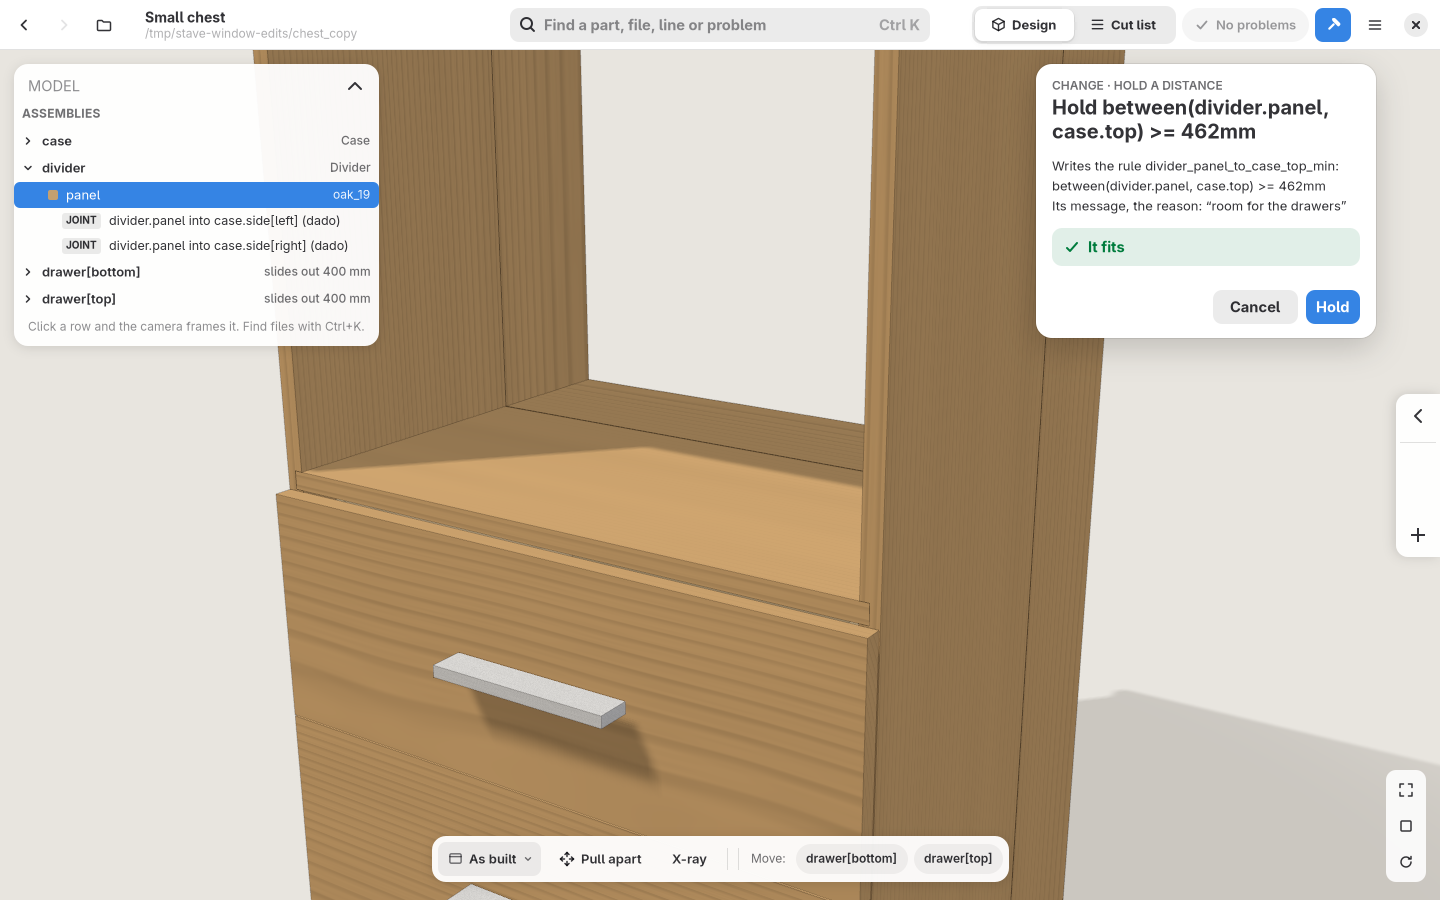 Small chest
/tmp/stave-window-edits/chest_copy
Find a part, file, line or problem
Ctrl K
Design
Cut list
No problems
MODEL
ASSEMBLIES
case
Case
divider
Divider
panel
oak_19
JOINT divider.panel into case.side[left] (dado)
JOINT divider.panel into case.side[right] (dado)
drawer[bottom]
slides out 400 mm
drawer[top]
slides out 400 mm
Click a row and the camera frames it. Find files with Ctrl+K.
CHANGE · HOLD A DISTANCE
Hold between(divider.panel,
case.top) >= 462mm
Writes the rule divider_panel_to_case_top_min:
between(divider.panel, case.top) >= 462mm
Its message, the reason: “room for the drawers”
It fits
Cancel
Hold
As built
Pull apart
X-ray
Move:
drawer[bottom]
drawer[top]